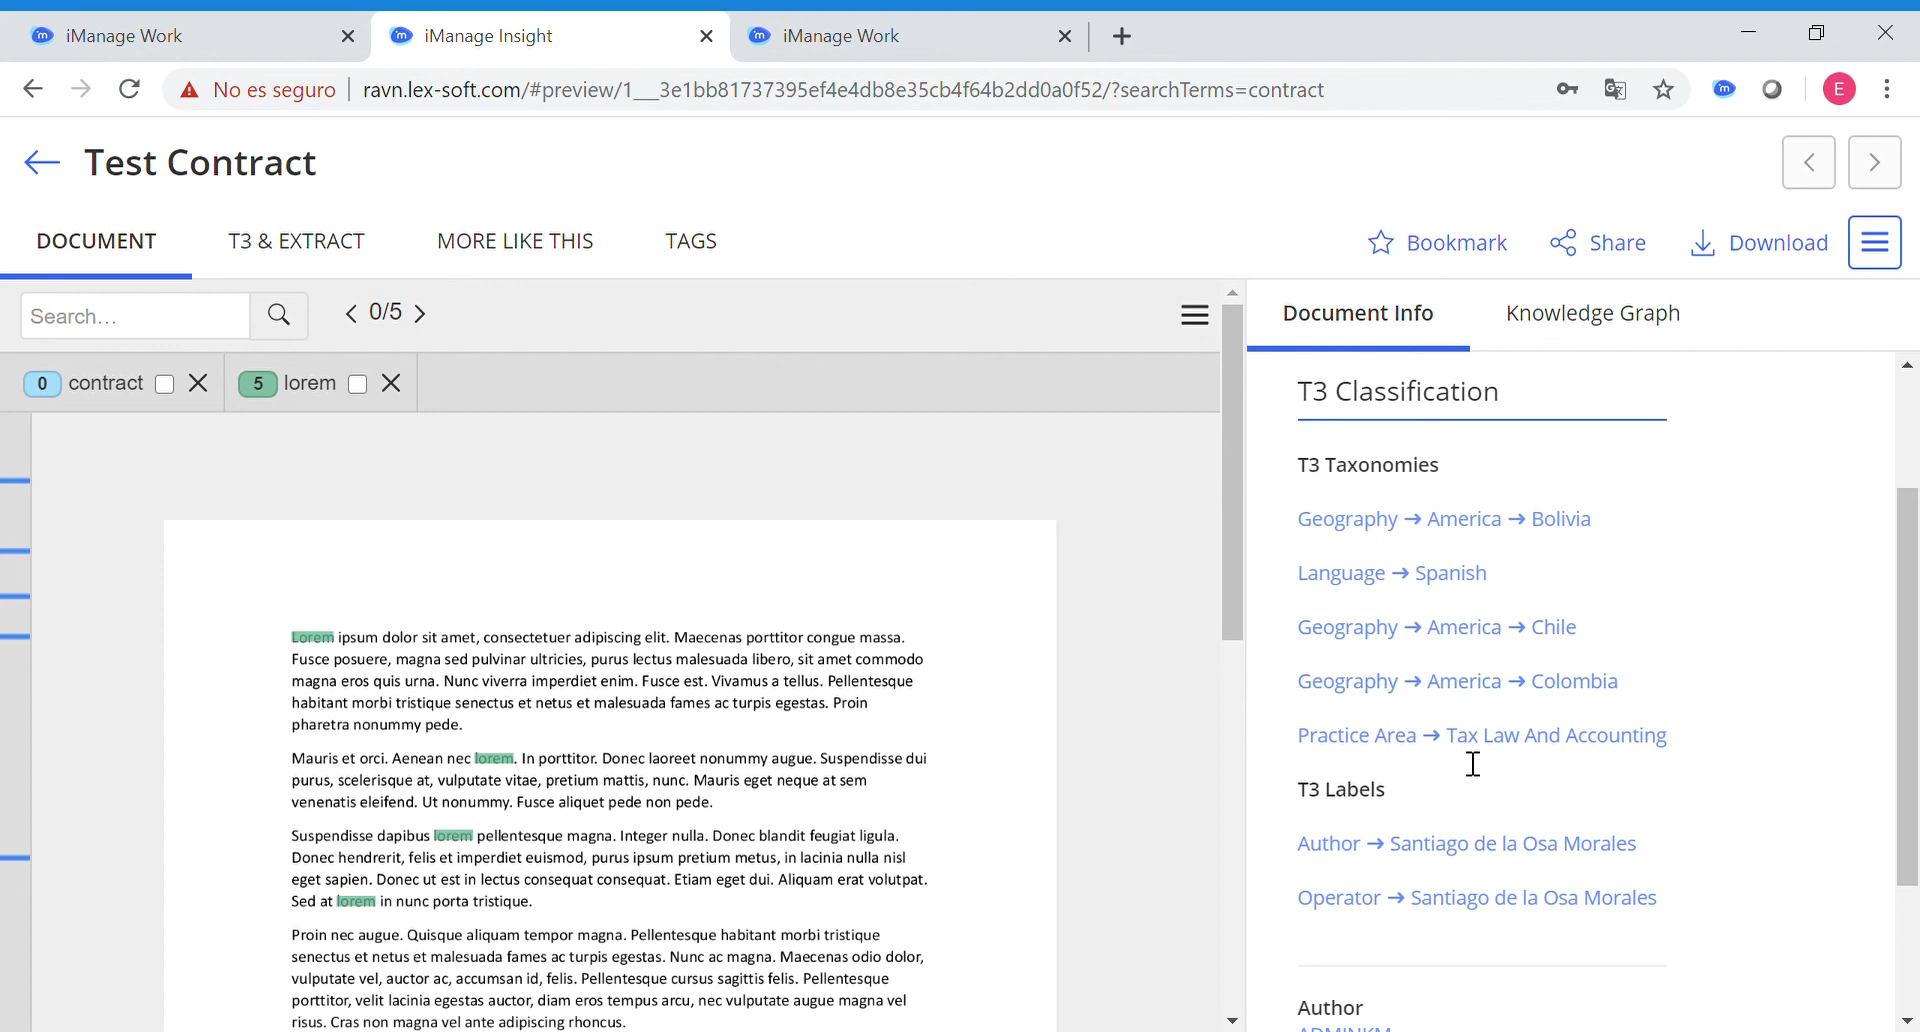 iManage Work
iManage Insight
iManage Work
No es seguro
ravn.lex-soft.com/#preview/1___3e1bb81737395ef4e4db8e35cb4f64b2dd0a0f52/?searchTerms=contract
E
Test Contract
DOCUMENT
T3 & EXTRACT
MORE LIKE THIS
TAGS
Bookmark
Share
Download
Search...
0/5
0 contract
5 lorem
Lorem ipsum dolor sit amet, consectetuer adipiscing elit. Maecenas porttitor congue massa.
Fusce posuere, magna sed pulvinar ultricies, purus lectus malesuada libero, sit amet commodo
magna eros quis urna. Nunc viverra imperdiet enim. Fusce est. Vivamus a tellus. Pellentesque
habitant morbi tristique senectus et netus et malesuada fames ac turpis egestas. Proin
pharetra nonummy pede.
Mauris et orci. Aenean nec lorem. In porttitor. Donec laoreet nonummy augue. Suspendisse dui
purus, scelerisque at, vulputate vitae, pretium mattis, nunc. Mauris eget neque at sem
venenatis eleifend. Ut nonummy. Fusce aliquet pede non pede.
Suspendisse dapibus lorem pellentesque magna. Integer nulla. Donec blandit feugiat ligula.
Donec hendrerit, felis et imperdiet euismod, purus ipsum pretium metus, in lacinia nulla nisl
eget sapien. Donec ut est in lectus consequat consequat. Etiam eget dui. Aliquam erat volutpat.
Sed at lorem in nunc porta tristique.
Proin nec augue. Quisque aliquam tempor magna. Pellentesque habitant morbi tristique
senectus et netus et malesuada fames ac turpis egestas. Nunc ac magna. Maecenas odio dolor,
vulputate vel, auctor ac, accumsan id, felis. Pellentesque cursus sagittis felis. Pellentesque
porttitor, velit lacinia egestas auctor, diam eros tempus arcu, nec vulputate augue magna vel
risus. Cras non magna vel ante adipiscing rhoncus.
Document Info
Knowledge Graph
T3 Classification
T3 Taxonomies
Geography → America → Bolivia
Language → Spanish
Geography → America → Chile
Geography → America → Colombia
Practice Area → Tax Law And Accounting
T3 Labels
Author → Santiago de la Osa Morales
Operator → Santiago de la Osa Morales
Author
ADMINKM